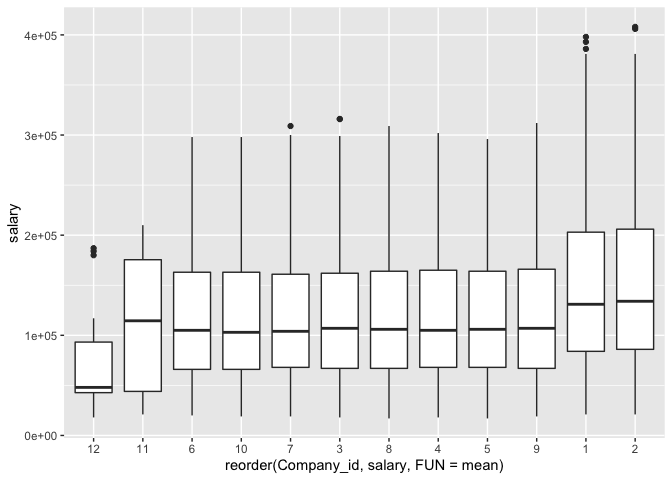 4e+05
3e+05
2e+05
1e+05
0e+00
salary
12 11 6 10 7 3 8 4 5 9 1 2
reorder(Company_id, salary, FUN = mean)